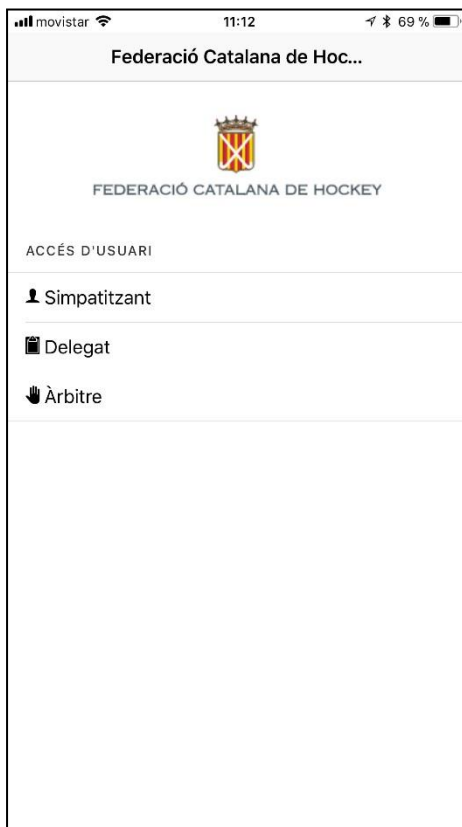 movistar 11:12 69 %
Federació Catalana de Hoc...
FEDERACIÓ CATALANA DE HOCKEY
ACCÉS D'USUARI
Simpatitzant
Delegat
Àrbitre